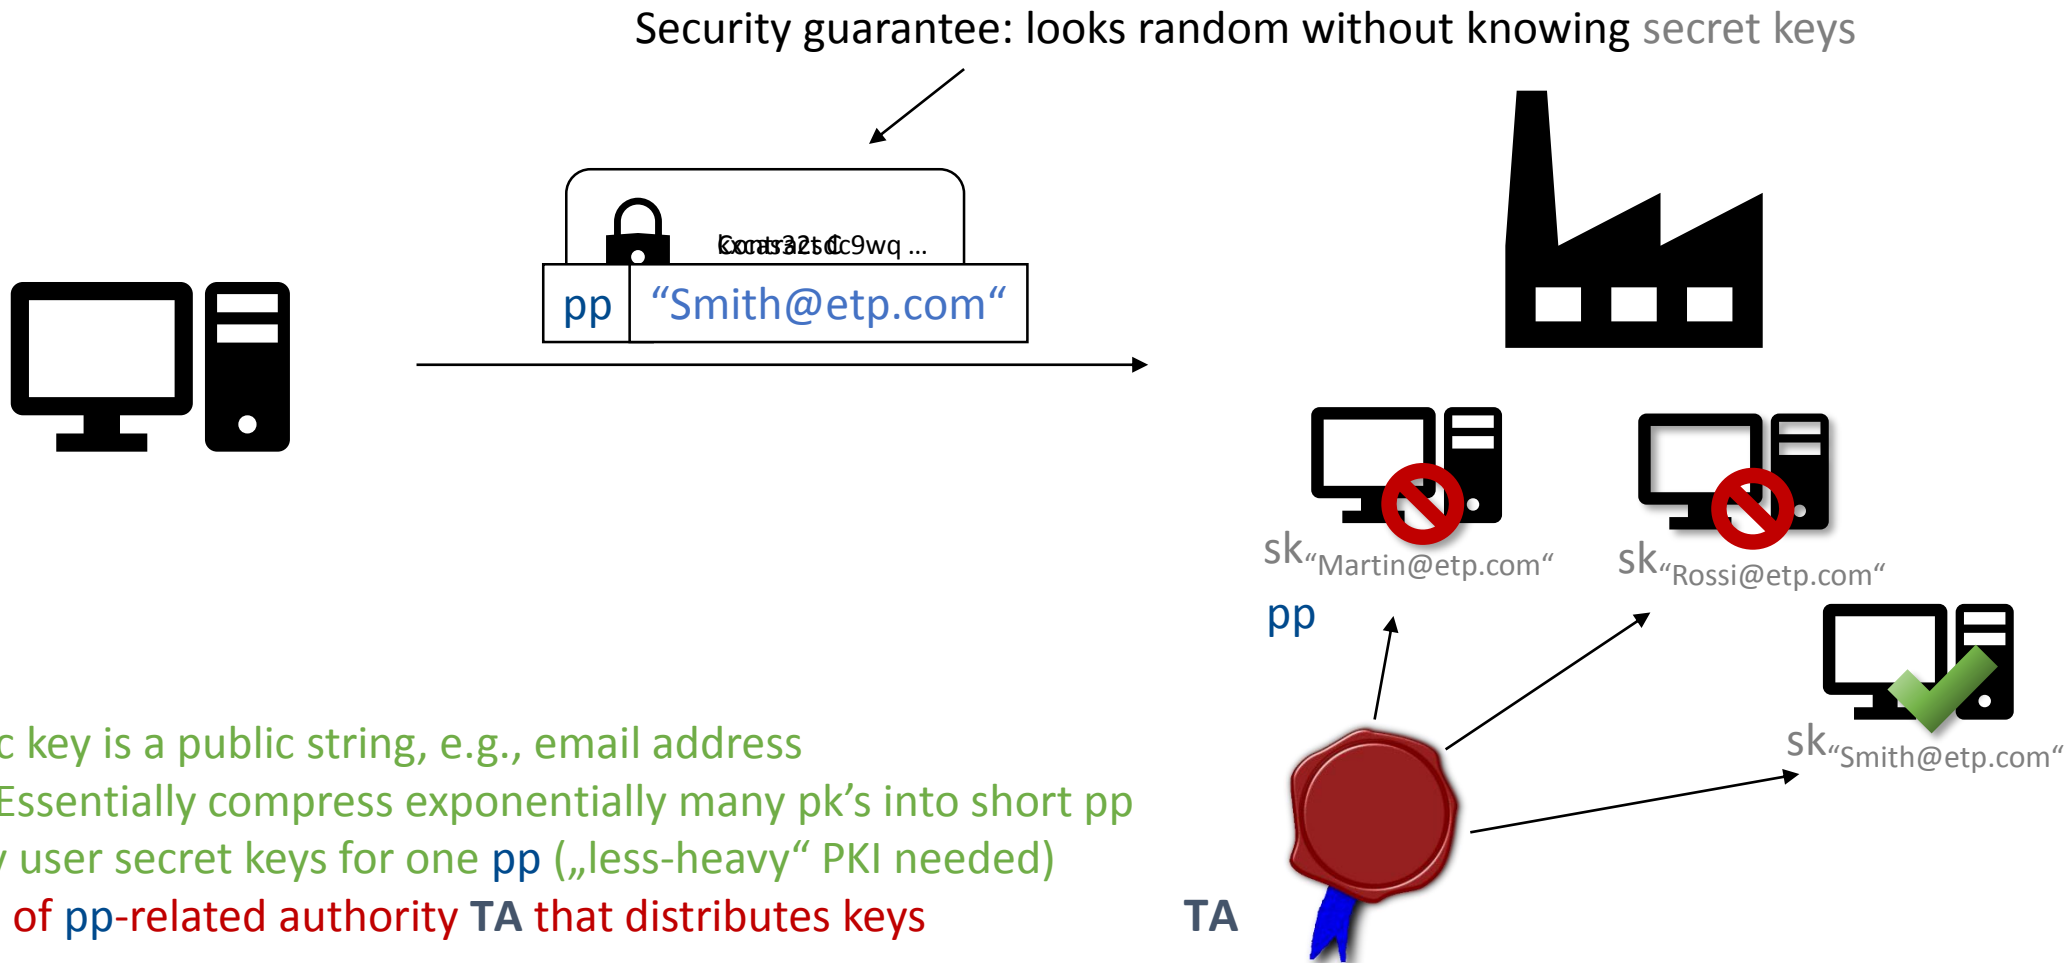 Security guarantee: looks random without knowing secret keys
pp “Smith@etp.com“
sk“Martin@etp.com“
sk“Rossi@etp.com“
pp
sk“Smith@etp.com“
c key is a public string, e.g., email address
Essentially compress exponentially many pk’s into short pp
y user secret keys for one pp („less-heavy“ PKI needed)
of pp-related authority TA that distributes keys
TA